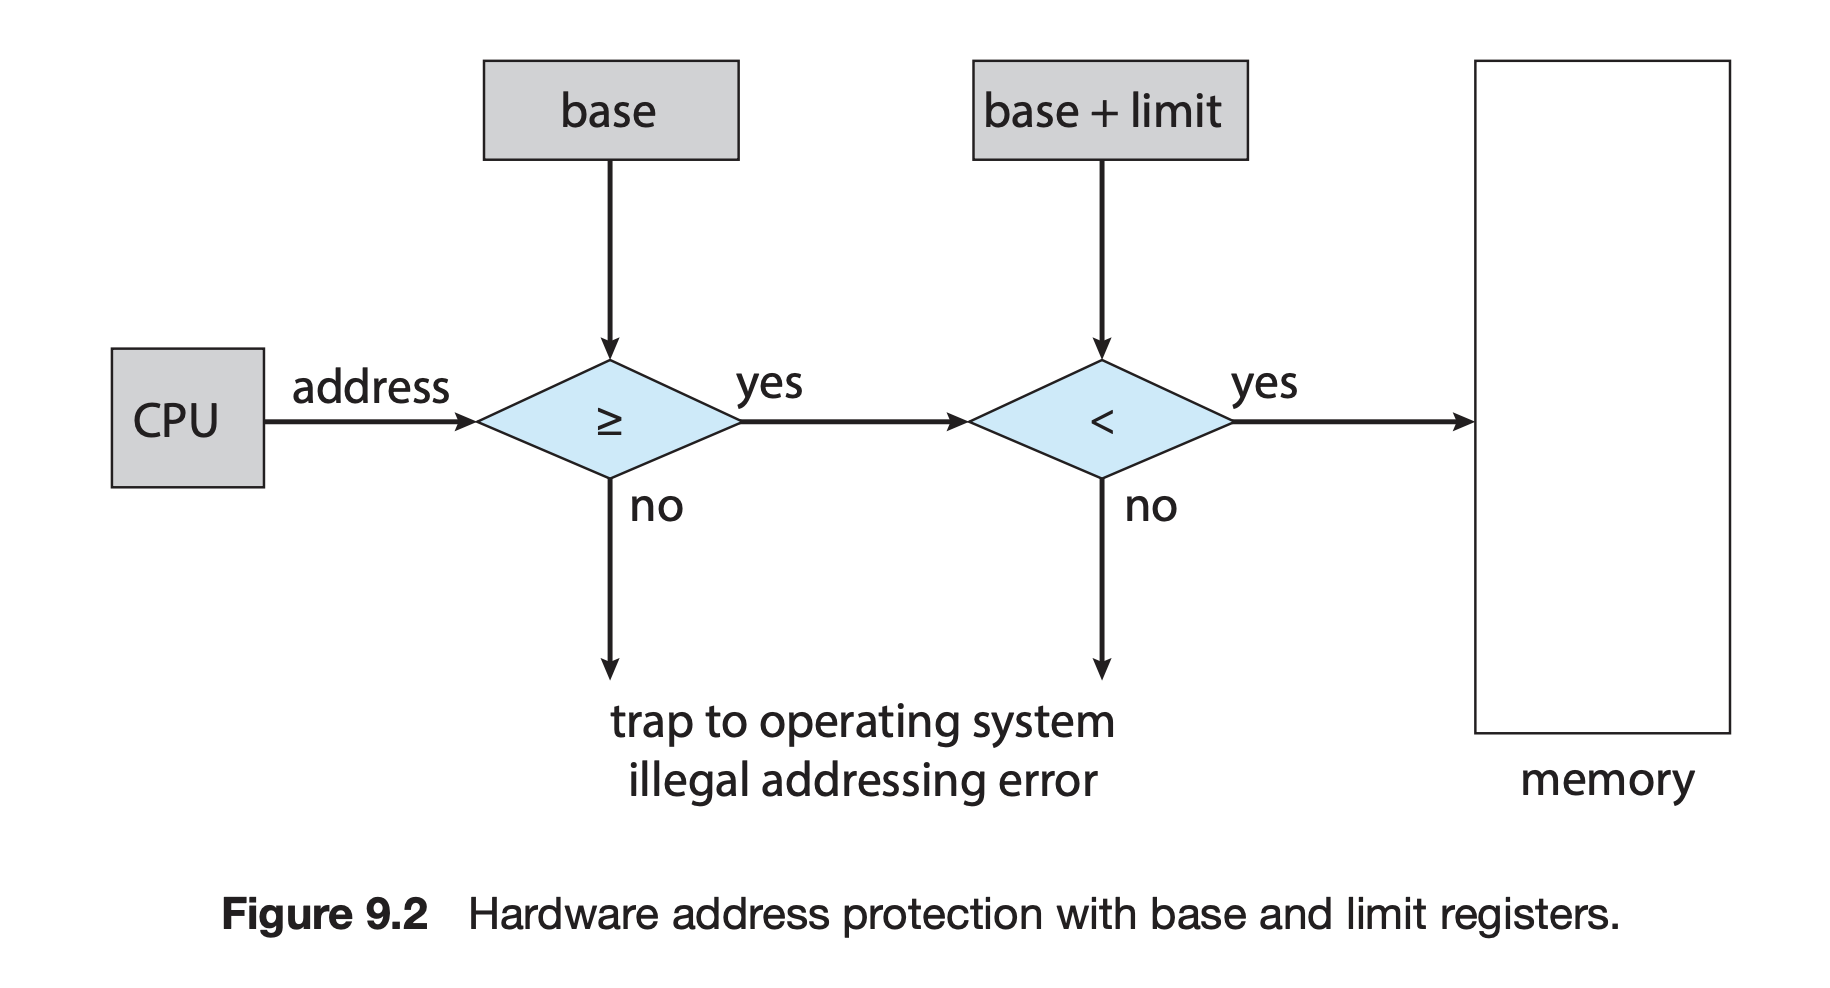 base
base + limit
CPU
address
≥
yes
<
yes
no
no
trap to operating system
illegal addressing error
memory
Figure 9.2 Hardware address protection with base and limit registers.